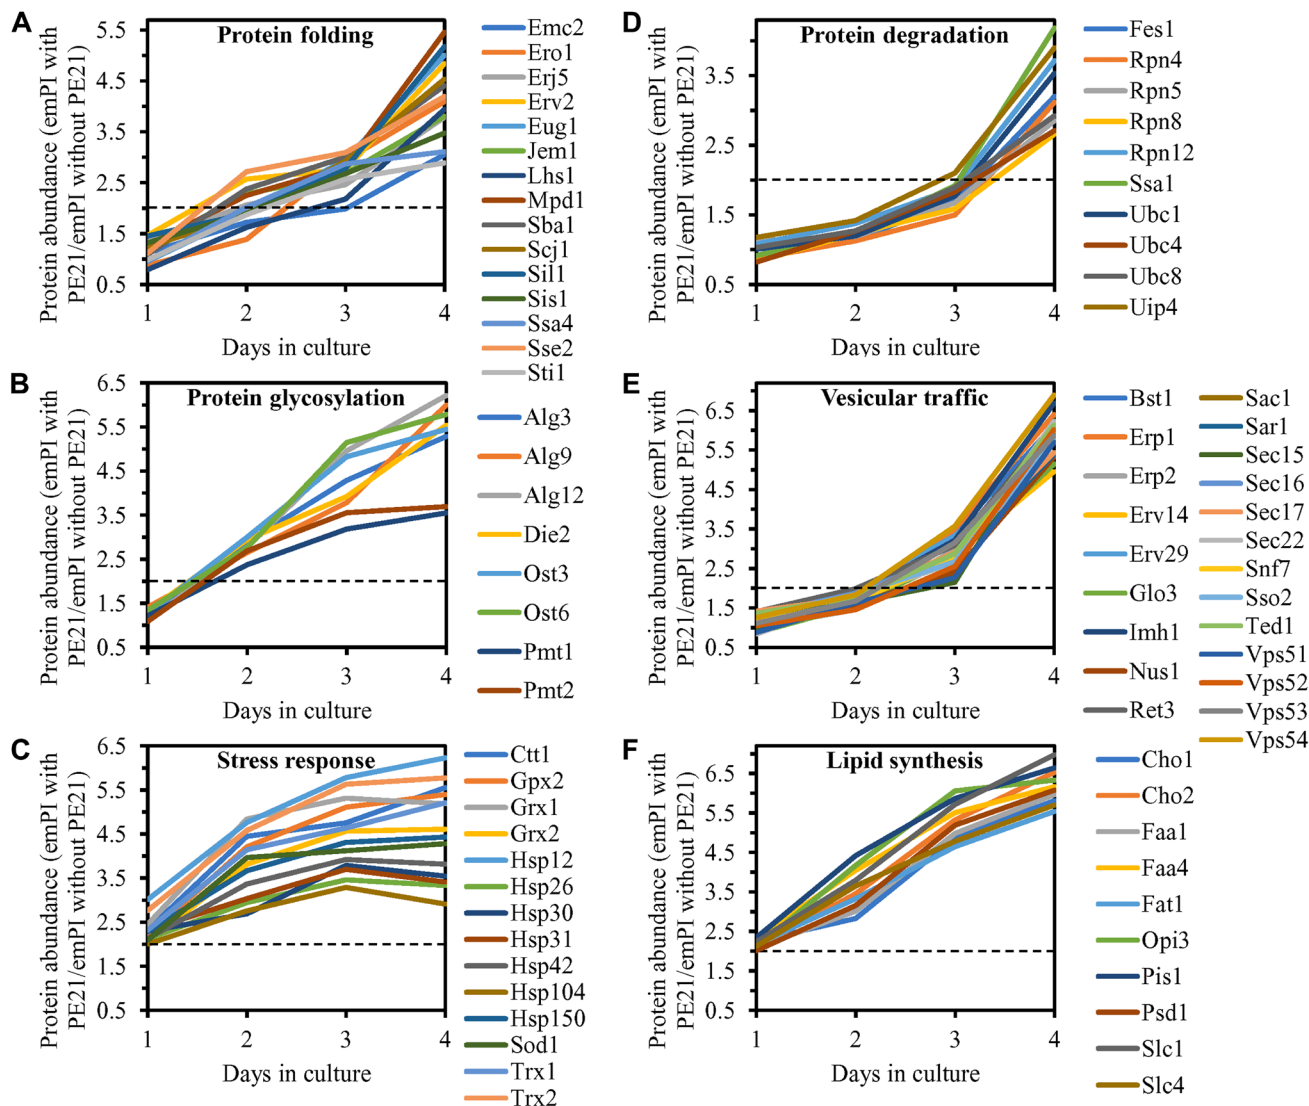 A
Protein folding
Protein abundance (emPI with
PE21/emPI without PE21)
5.5
4.5
3.5
2.5
1.5
0.5
1 2 3 4
Days in culture
Emc2
Ero1
Erj5
Erv2
Eug1
Jem1
Lhs1
Mpd1
Sba1
Scj1
Sil1
Sis1
Ssa4
Sse2
Sti1
B
Protein glycosylation
Protein abundance (emPI with
PE21/emPI without PE21)
6.5
5.5
4.5
3.5
2.5
1.5
0.5
1 2 3 4
Days in culture
Alg3
Alg9
Alg12
Die2
Ost3
Ost6
Pmt1
Pmt2
C
Stress response
Protein abundance (emPI with
PE21/emPI without PE21)
6.5
5.5
4.5
3.5
2.5
1.5
0.5
1 2 3 4
Days in culture
Ctt1
Gpx2
Grx1
Grx2
Hsp12
Hsp26
Hsp30
Hsp31
Hsp42
Hsp104
Hsp150
Sod1
Trx1
Trx2
D
Protein degradation
Protein abundance (emPI with
PE21/emPI without PE21)
3.5
2.5
1.5
0.5
1 2 3 4
Days in culture
Fes1
Rpn4
Rpn5
Rpn8
Rpn12
Ssa1
Ubc1
Ubc4
Ubc8
Uip4
E
Vesicular traffic
Protein abundance (emPI with
PE21/emPI without PE21)
6.5
5.5
4.5
3.5
2.5
1.5
0.5
1 2 3 4
Days in culture
Bst1
Erp1
Erp2
Erv14
Erv29
Glo3
Imh1
Nus1
Ret3
Sac1
Sar1
Sec15
Sec16
Sec17
Sec22
Snf7
Sso2
Ted1
Vps51
Vps52
Vps53
Vps54
F
Lipid synthesis
Protein abundance (emPI with
PE21/emPI without PE21)
6.5
5.5
4.5
3.5
2.5
1.5
0.5
1 2 3 4
Days in culture
Cho1
Cho2
Faa1
Faa4
Fat1
Opi3
Pis1
Psd1
Slc1
Slc4